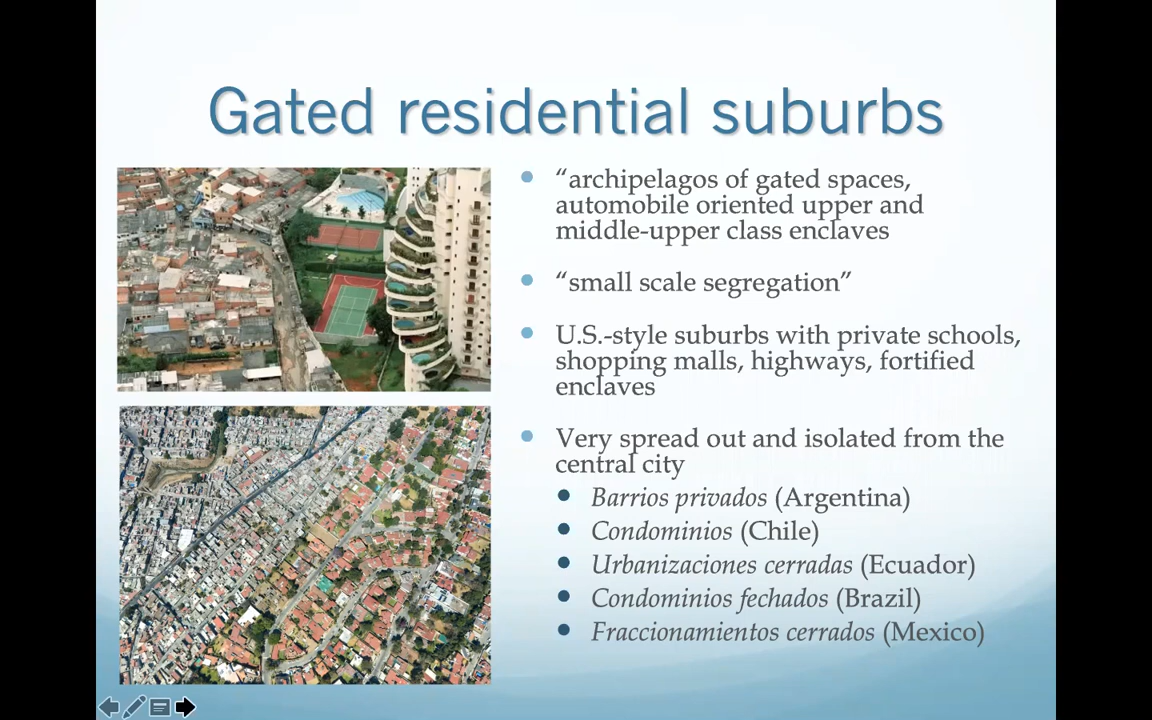 Gated residential suburbs
“archipelagos of gated spaces,
automobile oriented upper and
middle-upper class enclaves
“small scale segregation”
U.S.-style suburbs with private schools,
shopping malls, highways, fortified
enclaves
Very spread out and isolated from the
central city
Barrios privados (Argentina)
Condominios (Chile)
Urbanizaciones cerradas (Ecuador)
Condominios fechados (Brazil)
Fraccionamientos cerrados (Mexico)